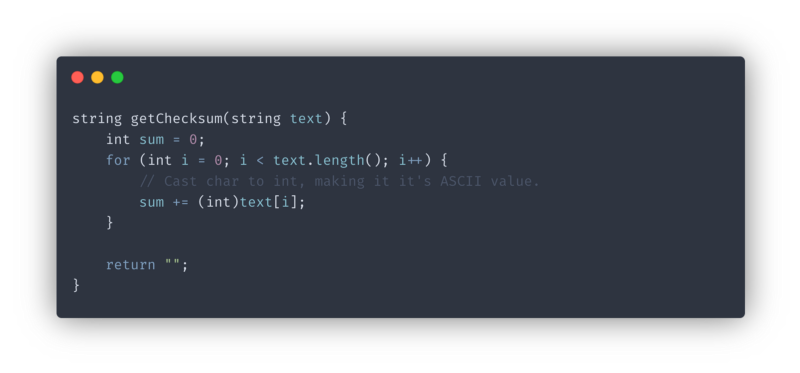 string getChecksum(string text) {
    int sum = 0;
    for (int i = 0; i < text.length(); i++) {
        // Cast char to int, making it it's ASCII value.
        sum += (int)text[i];
    }

    return "";
}